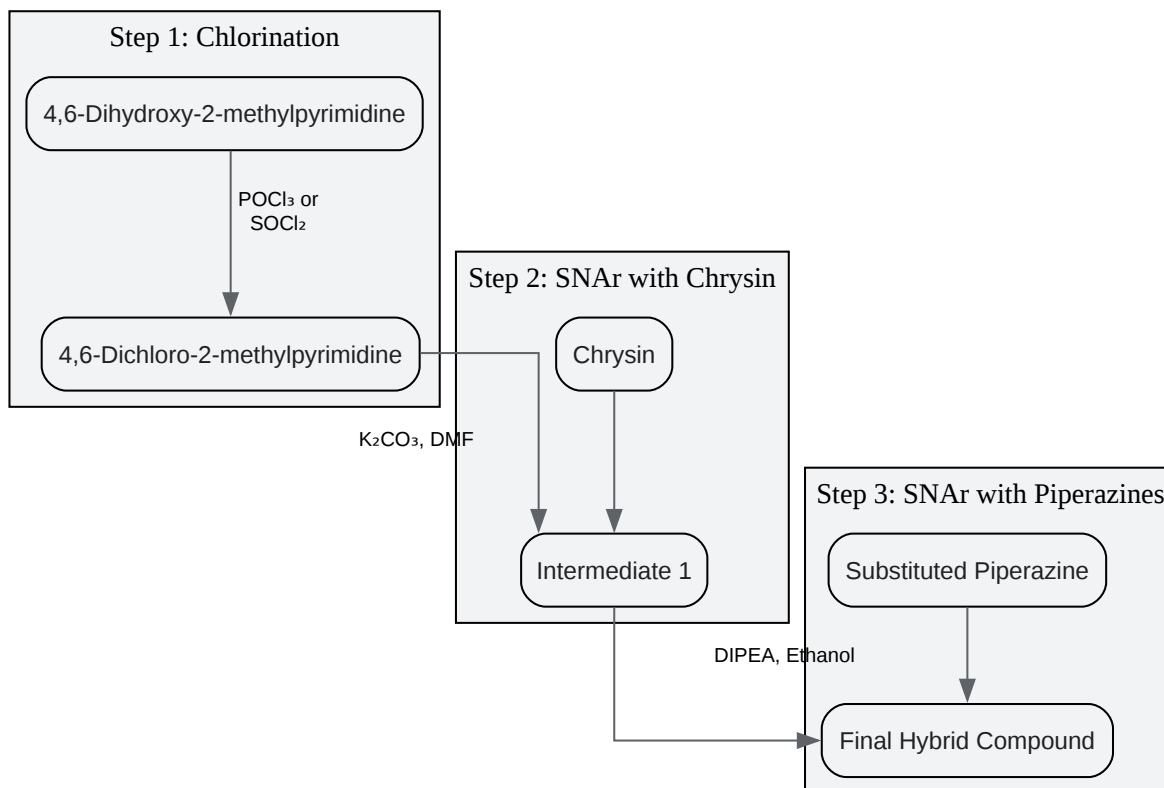 Step 1: Chlorination
4,6-Dihydroxy-2-methylpyrimidine
POCl₃ or
SOCl₂
4,6-Dichloro-2-methylpyrimidine
Step 2: SNAr with Chrysin
Chrysin
K₂CO₃, DMF
Intermediate 1
Step 3: SNAr with Piperazines
Substituted Piperazine
DIPEA, Ethanol
Final Hybrid Compound